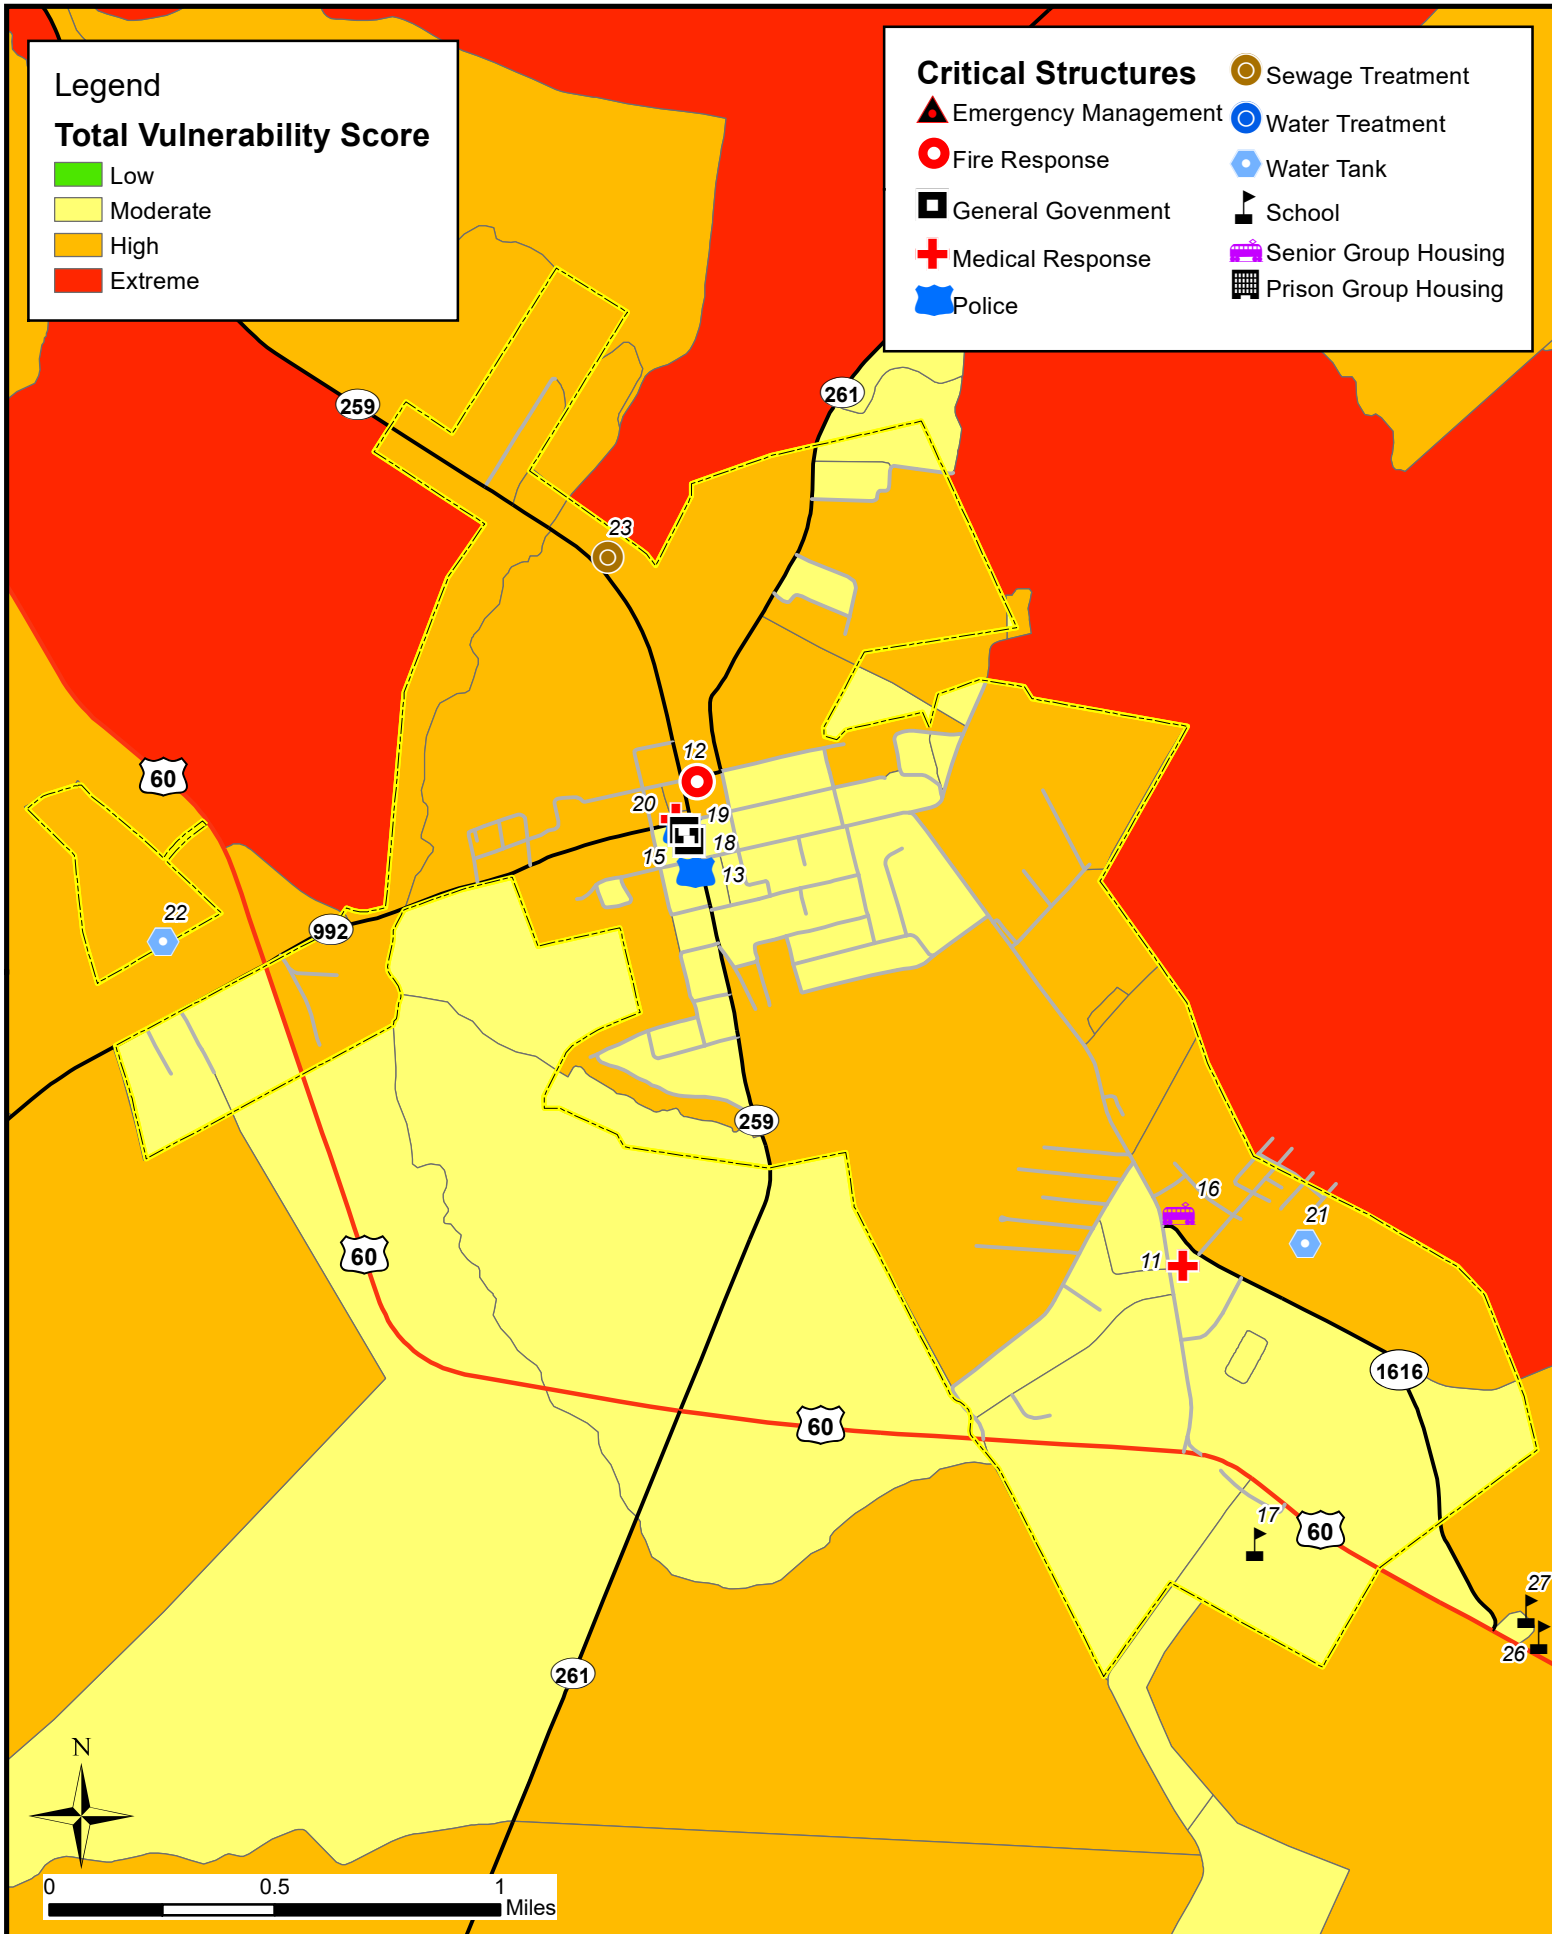 Legend
Total Vulnerability Score
Low
Moderate
High
Extreme
Critical Structures
Emergency Management
Fire Response
General Govenment
Medical Response
Police
Sewage Treatment
Water Treatment
Water Tank
School
Senior Group Housing
Prison Group Housing
259
261
23
12
60
20
19
18
15
13
22
992
259
16
21
11
60
1616
60
17
60
27
26
261
N
0 0.5 1
Miles